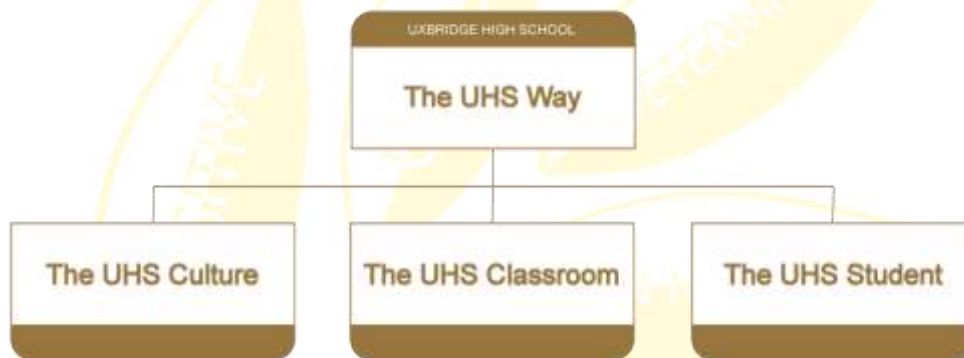 UXBRIDGE HIGH SCHOOL
The UHS Way
The UHS Culture
The UHS Classroom
The UHS Student